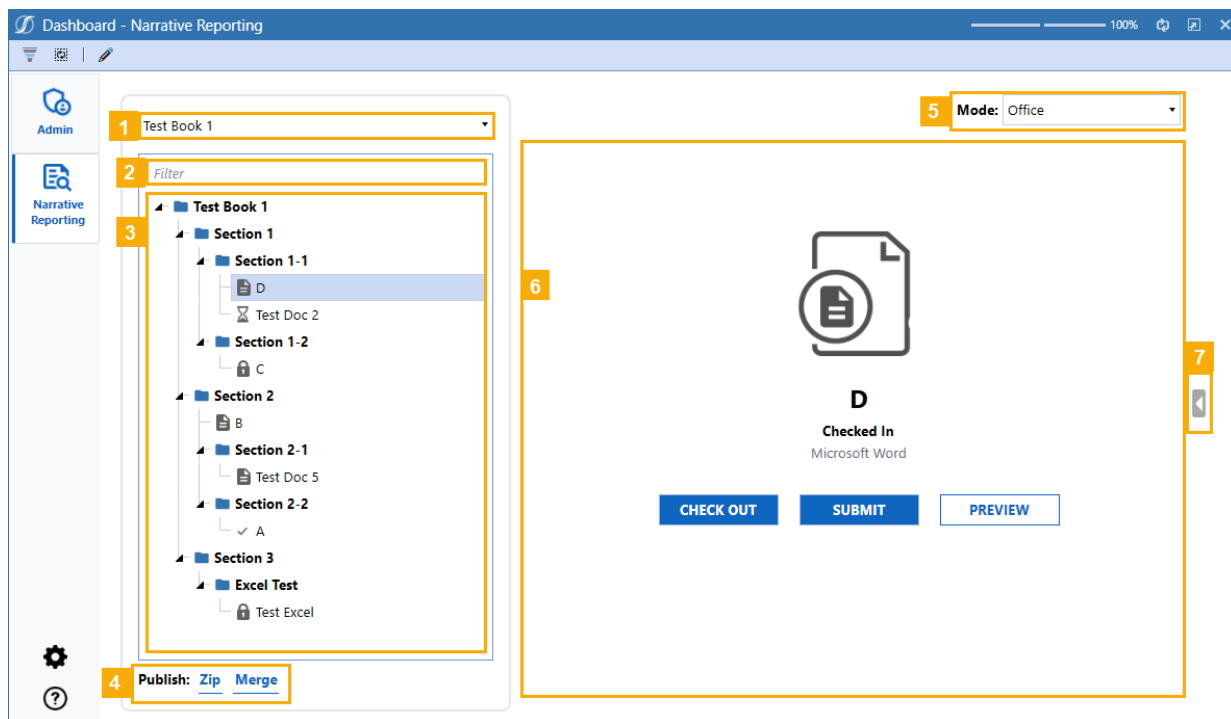 Dashboard - Narrative Reporting
100%
Admin
Narrative
Reporting
1
Test Book 1
2
Filter
3
Test Book 1
Section 1
Section 1-1
D
Test Doc 2
Section 1-2
C
Section 2
B
Section 2-1
Test Doc 5
Section 2-2
A
Section 3
Excel Test
Test Excel
4
Publish: Zip Merge
5
Mode: Office
6
D
Checked In
Microsoft Word
CHECK OUT
SUBMIT
PREVIEW
7